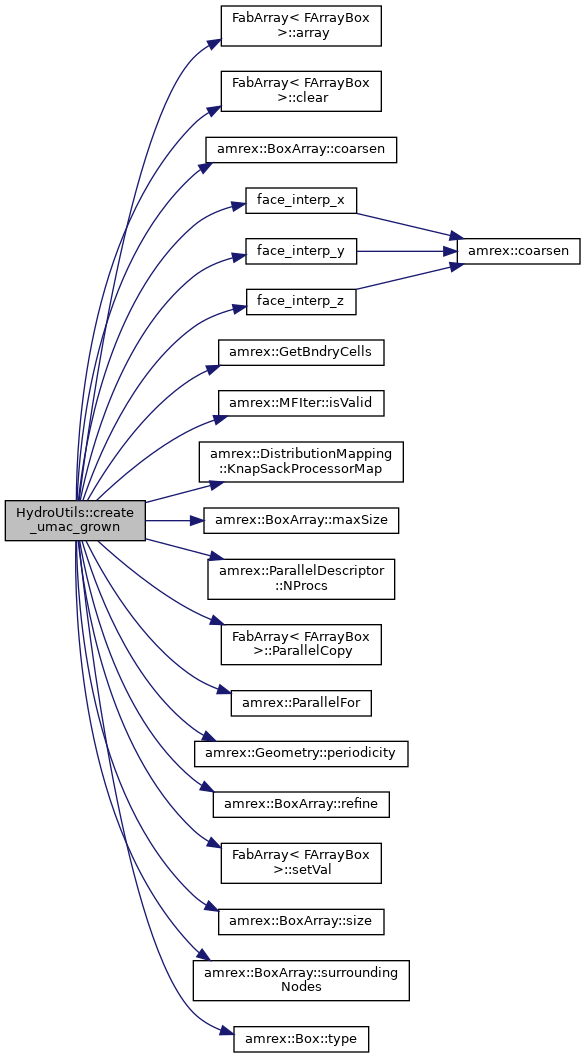 FabArray< FArrayBox
>::array
FabArray< FArrayBox
>::clear
amrex::BoxArray::coarsen
face_interp_x
face_interp_y
amrex::coarsen
face_interp_z
amrex::GetBndryCells
amrex::MFIter::isValid
amrex::DistributionMapping
::KnapSackProcessorMap
HydroUtils::create
_umac_grown
amrex::BoxArray::maxSize
amrex::ParallelDescriptor
::NProcs
FabArray< FArrayBox
>::ParallelCopy
amrex::ParallelFor
amrex::Geometry::periodicity
amrex::BoxArray::refine
FabArray< FArrayBox
>::setVal
amrex::BoxArray::size
amrex::BoxArray::surrounding
Nodes
amrex::Box::type